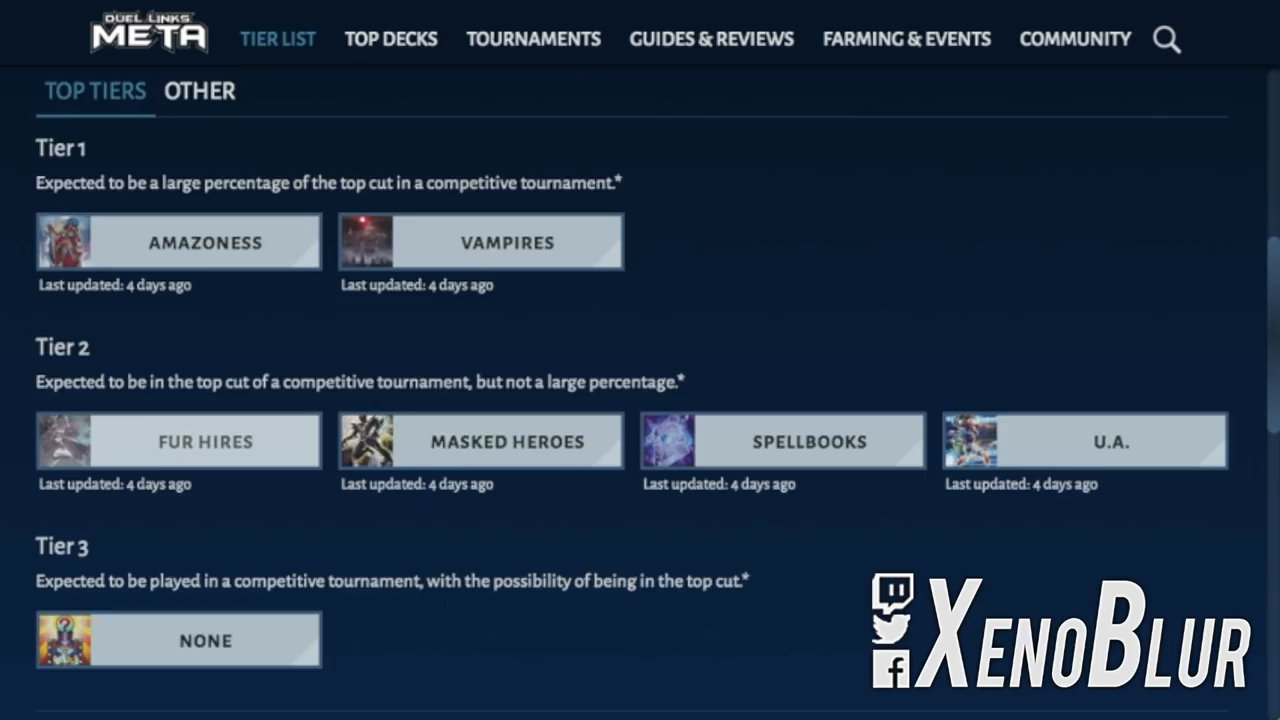 DUEL LINKS
META
TIER LIST TOP DECKS TOURNAMENTS GUIDES & REVIEWS FARMING & EVENTS COMMUNITY
TOP TIERS OTHER
Tier 1
Expected to be a large percentage of the top cut in a competitive tournament.*
AMAZONESS VAMPIRES
Last updated: 4 days ago Last updated: 4 days ago
Tier 2
Expected to be in the top cut of a competitive tournament, but not a large percentage.*
FUR HIRES MASKED HEROES SPELLBOOKS U.A.
Last updated: 4 days ago Last updated: 4 days ago Last updated: 4 days ago Last updated: 4 days ago
Tier 3
Expected to be played in a competitive tournament, with the possibility of being in the top cut.*
NONE
XENOBLUR